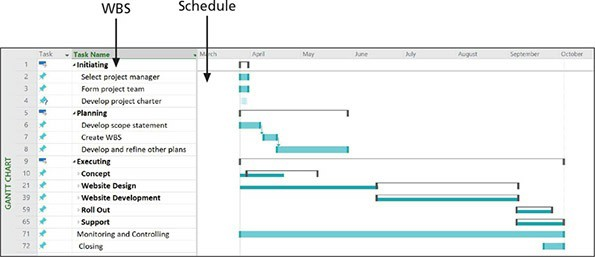 WBS
Schedule
Task Task Name March April May June July August September October
1 Initiating
2 Select project manager
3 Form project team
4 Develop project charter
5 Planning
6 Develop scope statement
7 Create WBS
8 Develop and refine other plans
9 Executing
10 Concept
21 Website Design
39 Website Development
59 Roll Out
65 Support
71 Monitoring and Controlling
72 Closing
GANTT CHART